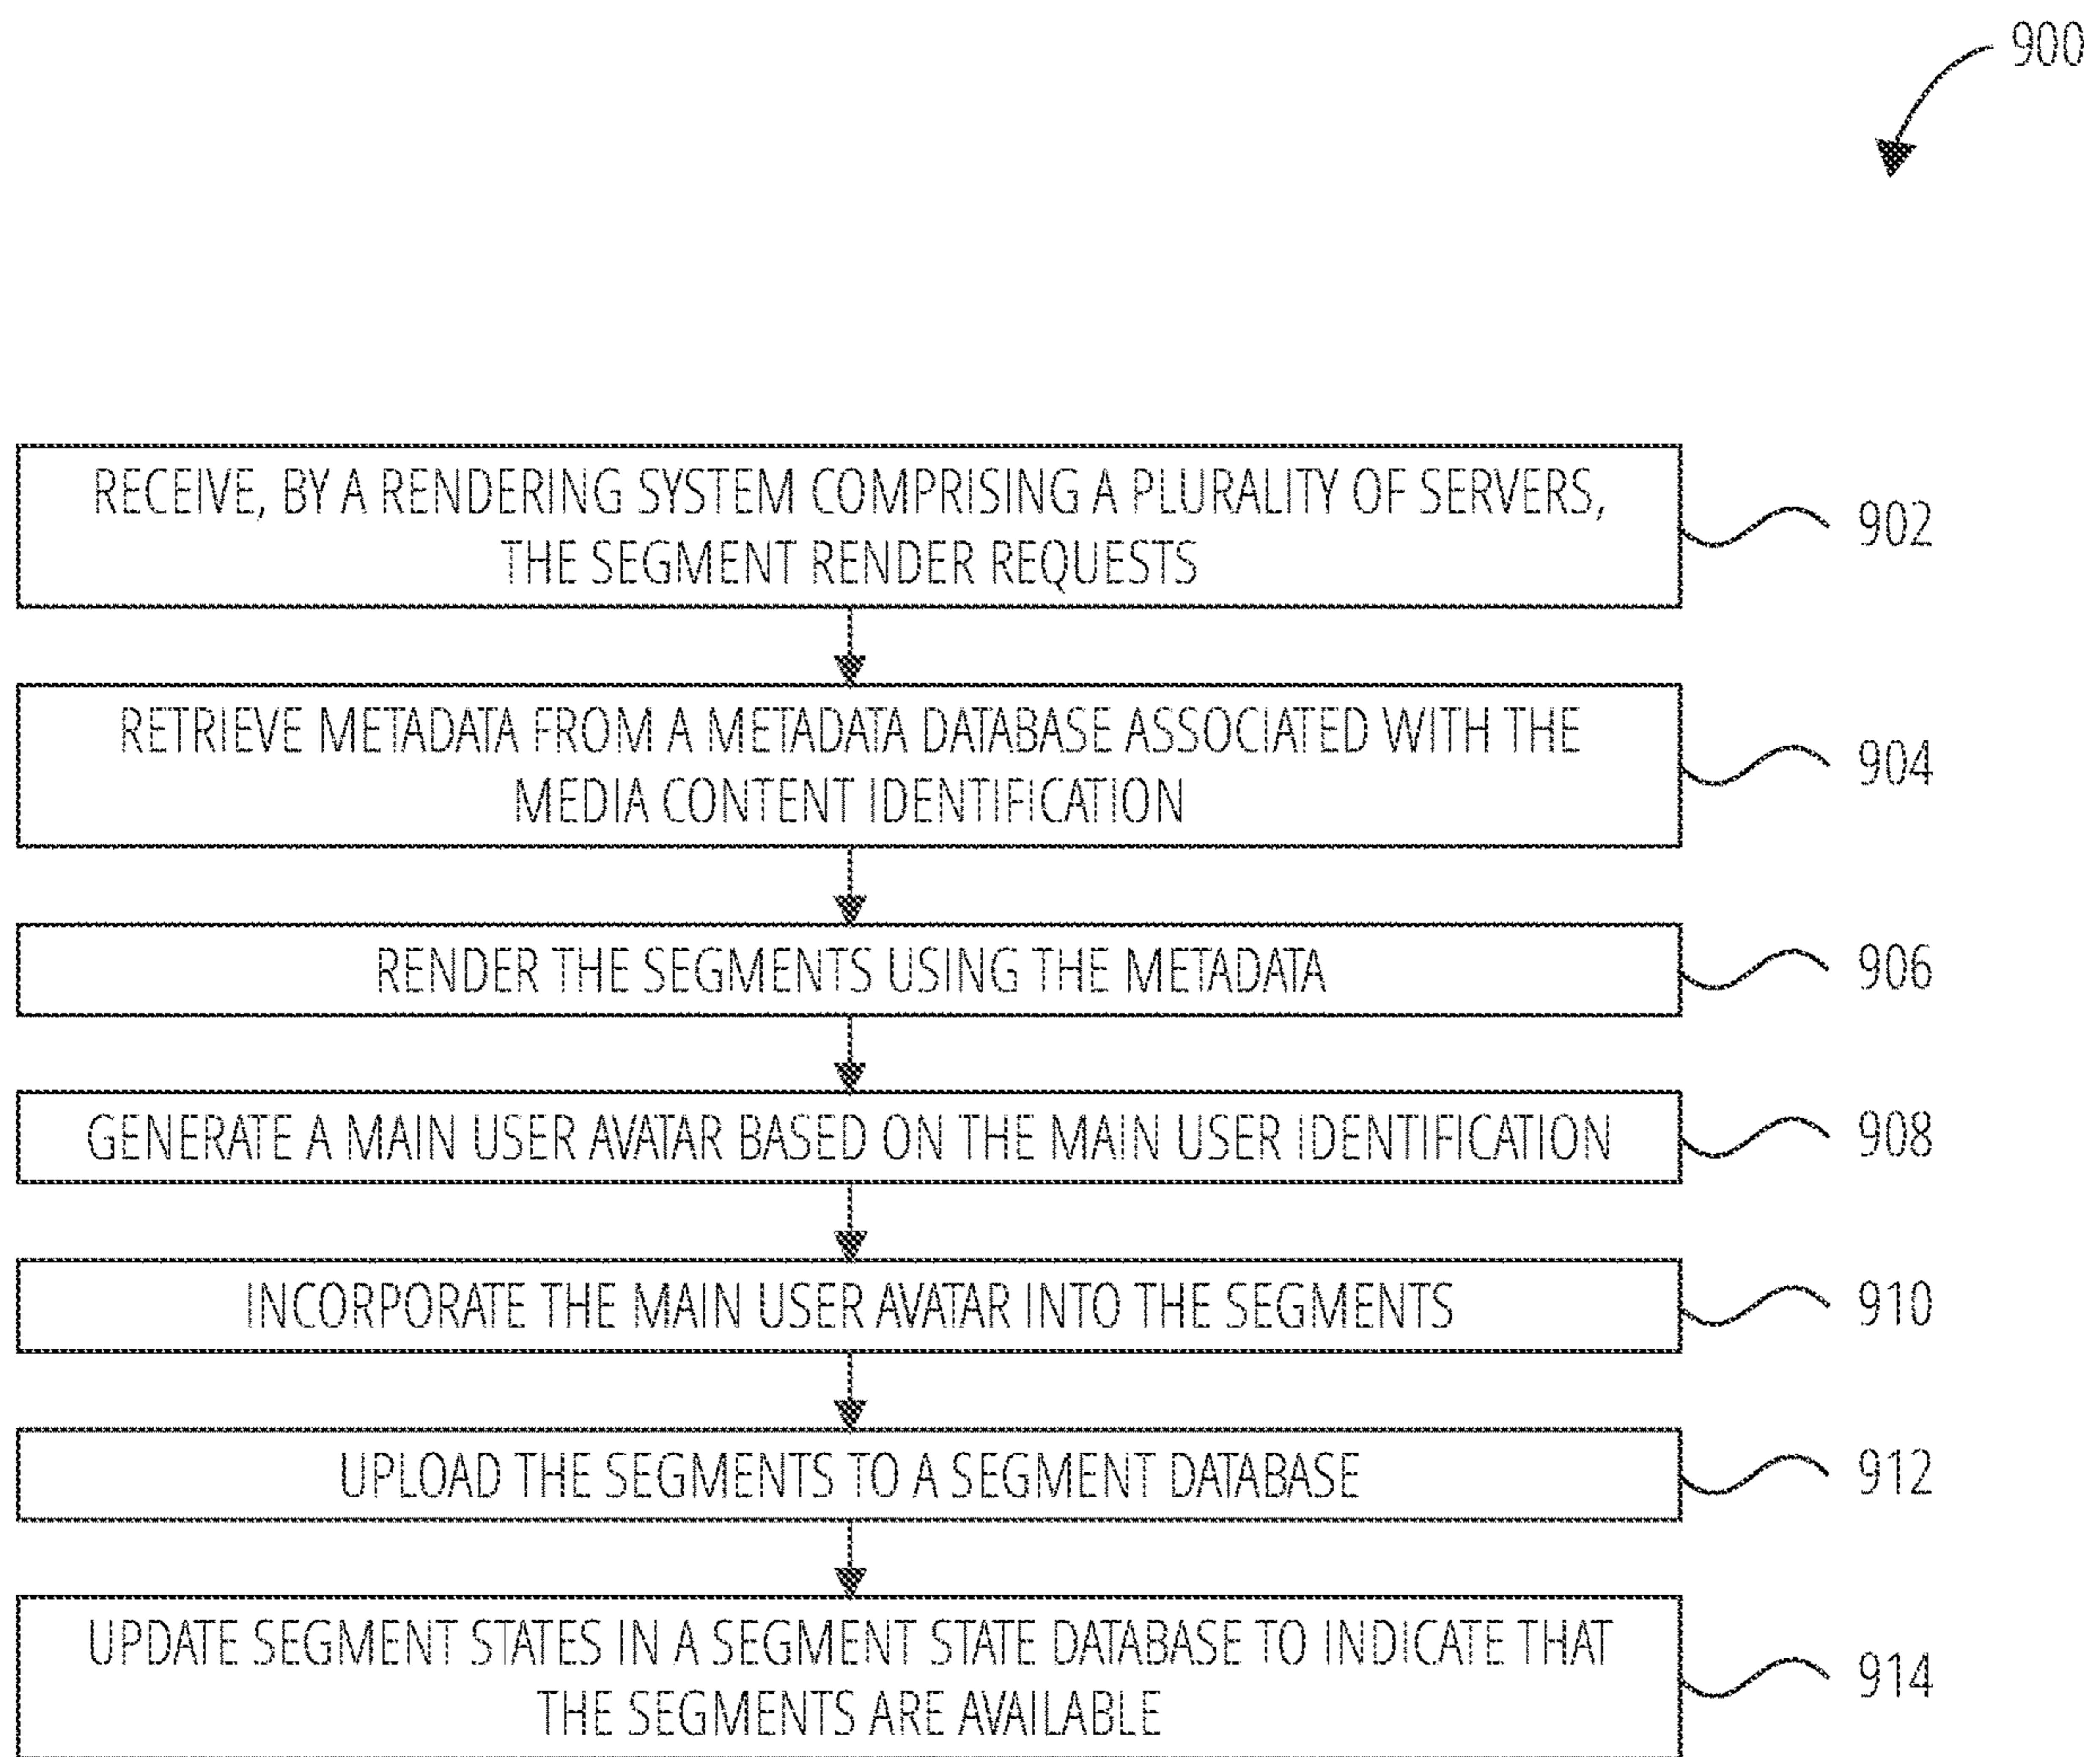 900
RECEIVE, BY A RENDERING SYSTEM COMPRISING A PLURALITY OF SERVERS,
THE SEGMENT RENDER REQUESTS
902
RETRIEVE METADATA FROM A METADATA DATABASE ASSOCIATED WITH THE
MEDIA CONTENT IDENTIFICATION
904
RENDER THE SEGMENTS USING THE METADATA
906
GENERATE A MAIN USER AVATAR BASED ON THE MAIN USER IDENTIFICATION
908
INCORPORATE THE MAIN USER AVATAR INTO THE SEGMENTS
910
UPLOAD THE SEGMENTS TO A SEGMENT DATABASE
912
UPDATE SEGMENT STATES IN A SEGMENT STATE DATABASE TO INDICATE THAT
THE SEGMENTS ARE AVAILABLE
914